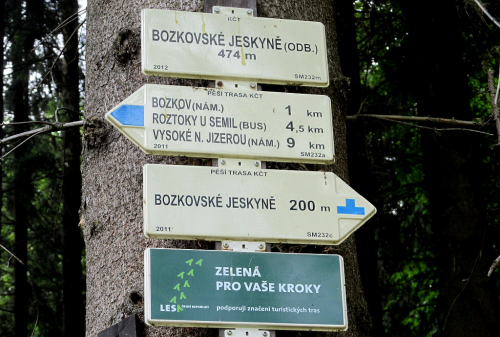 KČT
BOZKOVSKÉ JESKYNĚ (ODB.)
474 m
2012 SM232m
PĚŠÍ TRASA KČT
BOZKOV (NÁM.) 1 km
ROZTOKY U SEMIL (BUS) 4,5 km
VYSOKÉ N. JIZEROU (NÁM.) 9 km
2011 SM232a
PĚŠÍ TRASA KČT
BOZKOVSKÉ JESKYNĚ 200 m
2011 SM232c
ZELENÁ
PRO VAŠE KROKY
LESY ČESKÉ REPUBLIKY podporují značení turistických tras